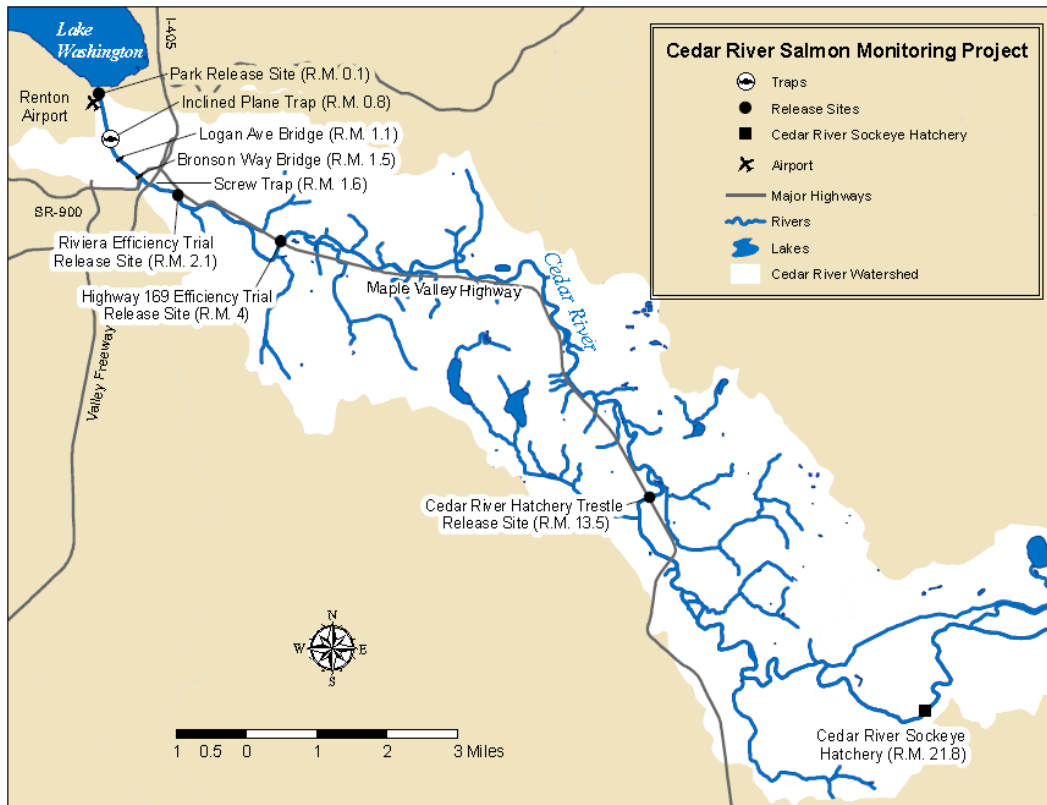 Lake
Washington
I-405
Park Release Site (R.M. 0.1)
Renton
Airport
Inclined Plane Trap (R.M. 0.8)
Logan Ave Bridge (R.M. 1.1)
Bronson Way Bridge (R.M. 1.5)
Screw Trap (R.M. 1.6)
SR-900
Riviera Efficiency Trial
Release Site (R.M. 2.1)
Highway 169 Efficiency Trial
Release Site (R.M. 4)
Valley Freeway
Maple Valley Highway
Cedar River
Cedar River Hatchery Trestle
Release Site (R.M. 13.5)
Cedar River Sockeye
Hatchery (R.M. 21.8)
N
W E
S
1 0.5 0 1 2 3 Miles
Cedar River Salmon Monitoring Project
Traps
Release Sites
Cedar River Sockeye Hatchery
Airport
Major Highways
Rivers
Lakes
Cedar River Watershed